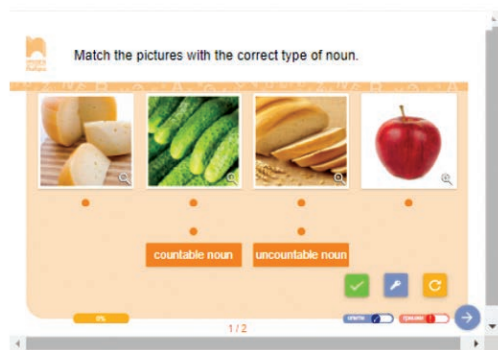 Match the pictures with the correct type of noun.
countable noun
uncountable noun
1 / 2